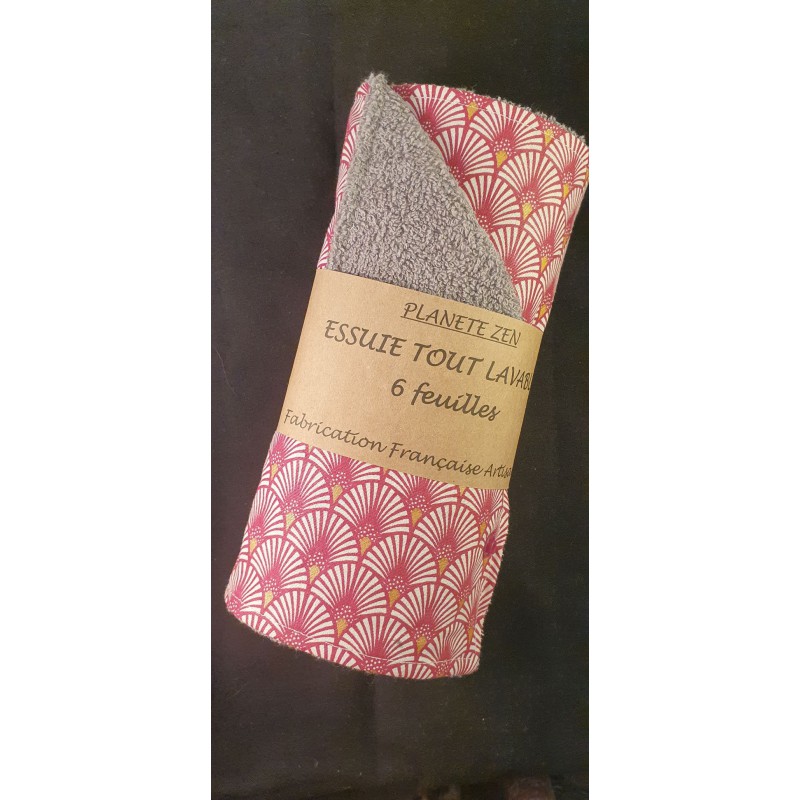 PLANETE ZEN
ESSUIE TOUT LAVAB
6 feuilles
Fabrication Française Artis